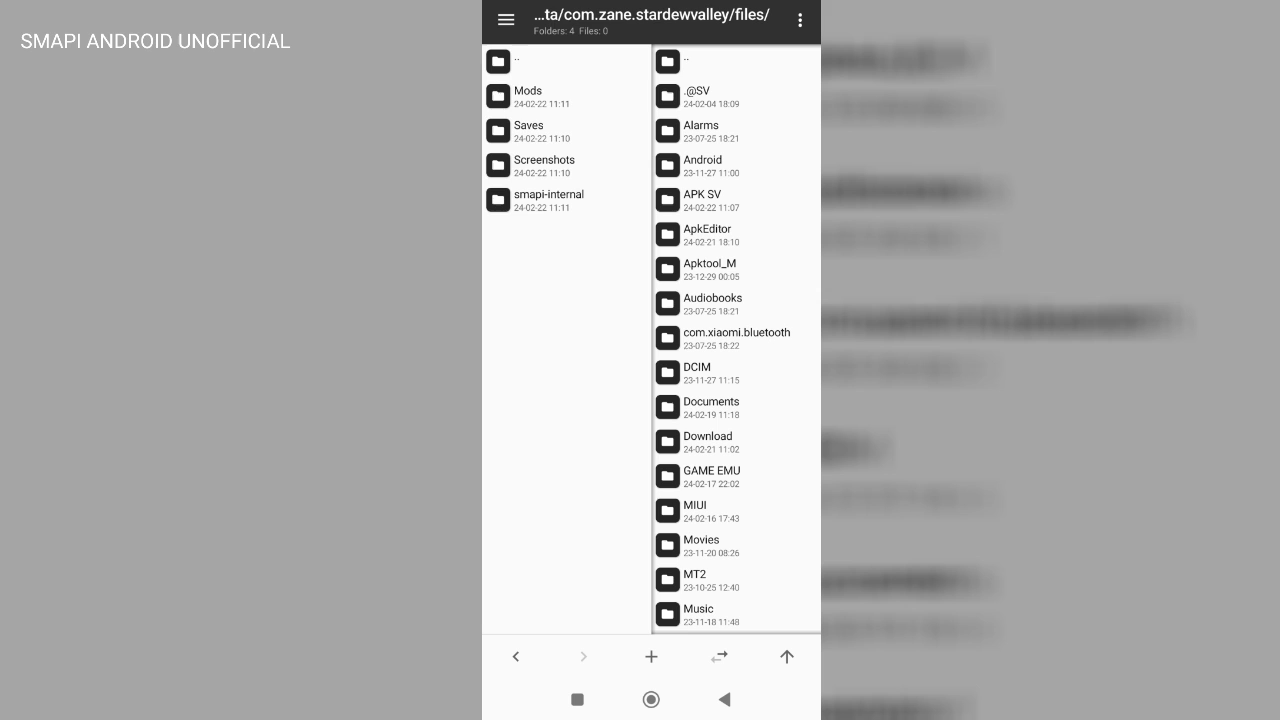 SMAPI ANDROID UNOFFICIAL
...ta/com.zane.stardewvalley/files/
Folders: 4 Files: 0
..
Mods
24-02-22 11:11
Saves
24-02-22 11:10
Screenshots
24-02-22 11:10
smapi-internal
24-02-22 11:11
..
.@SV
24-02-04 18:09
Alarms
23-07-25 18:21
Android
23-11-27 11:00
APK SV
24-02-22 11:07
ApkEditor
24-02-21 18:10
Apktool_M
23-12-29 00:05
Audiobooks
23-07-25 18:21
com.xiaomi.bluetooth
23-07-25 18:22
DCIM
23-11-27 11:15
Documents
24-02-19 11:18
Download
24-02-21 11:02
GAME EMU
24-02-17 22:02
MIUI
24-02-16 17:43
Movies
23-11-20 08:26
MT2
23-10-25 12:40
Music
23-11-18 11:48